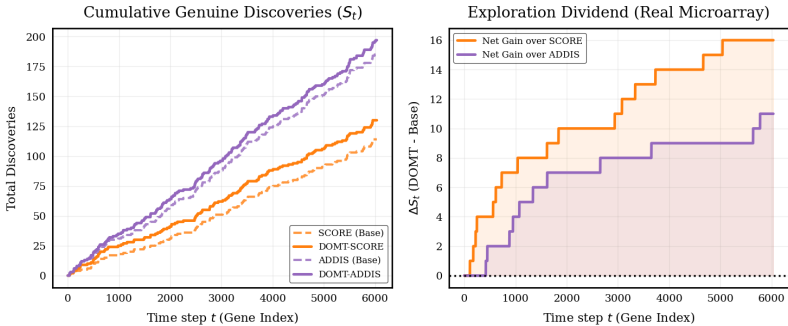 Cumulative Genuine Discoveries (St)
200
175
150
125
100
75
50
25
0
Total Discoveries
SCORE (Base)
DOMT-SCORE
ADDIS (Base)
DOMT-ADDIS
0 1000 2000 3000 4000 5000 6000
Time step t (Gene Index)
Exploration Dividend (Real Microarray)
16
14
12
10
8
6
4
2
0
ΔSt (DOMT - Base)
Net Gain over SCORE
Net Gain over ADDIS
0 1000 2000 3000 4000 5000 6000
Time step t (Gene Index)